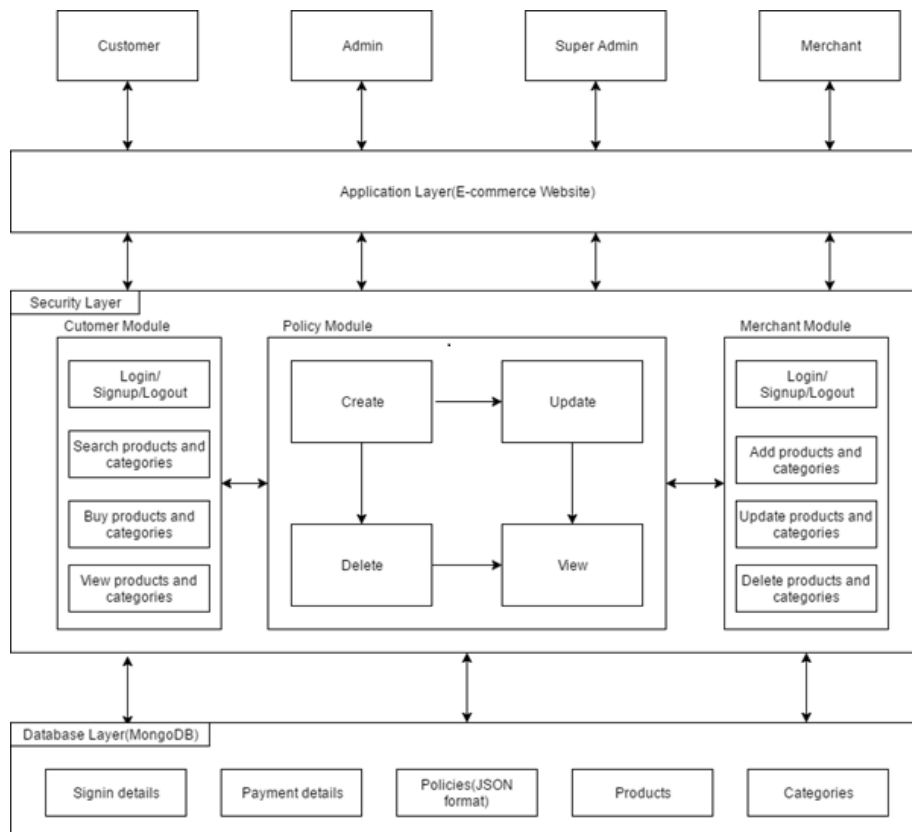 Customer
Admin
Super Admin
Merchant
Application Layer(E-commerce Website)
Security Layer
Cutomer Module
Policy Module
Merchant Module
Login/
Signup/Logout
Search products and
categories
Buy products and
categories
View products and
categories
Create
Update
Delete
View
Login/
Signup/Logout
Add products and
categories
Update products and
categories
Delete products and
categories
Database Layer(MongoDB)
Signin details
Payment details
Policies(JSON
format)
Products
Categories